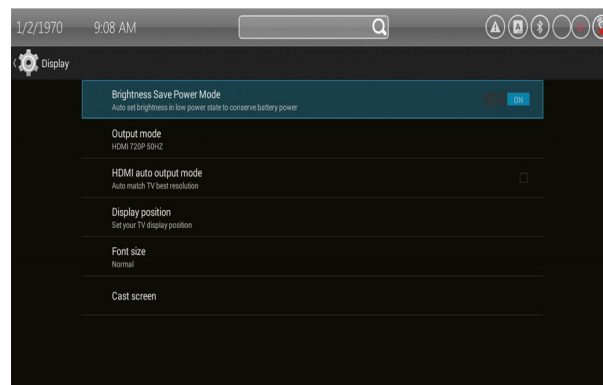 1/2/1970 9:08 AM
Display
Brightness Save Power Mode
Auto set brightness in low power state to conserve battery power
ON
Output mode
HDMI 720P 50HZ
HDMI auto output mode
Auto match TV best resolution
Display position
Set your TV display position
Font size
Normal
Cast screen